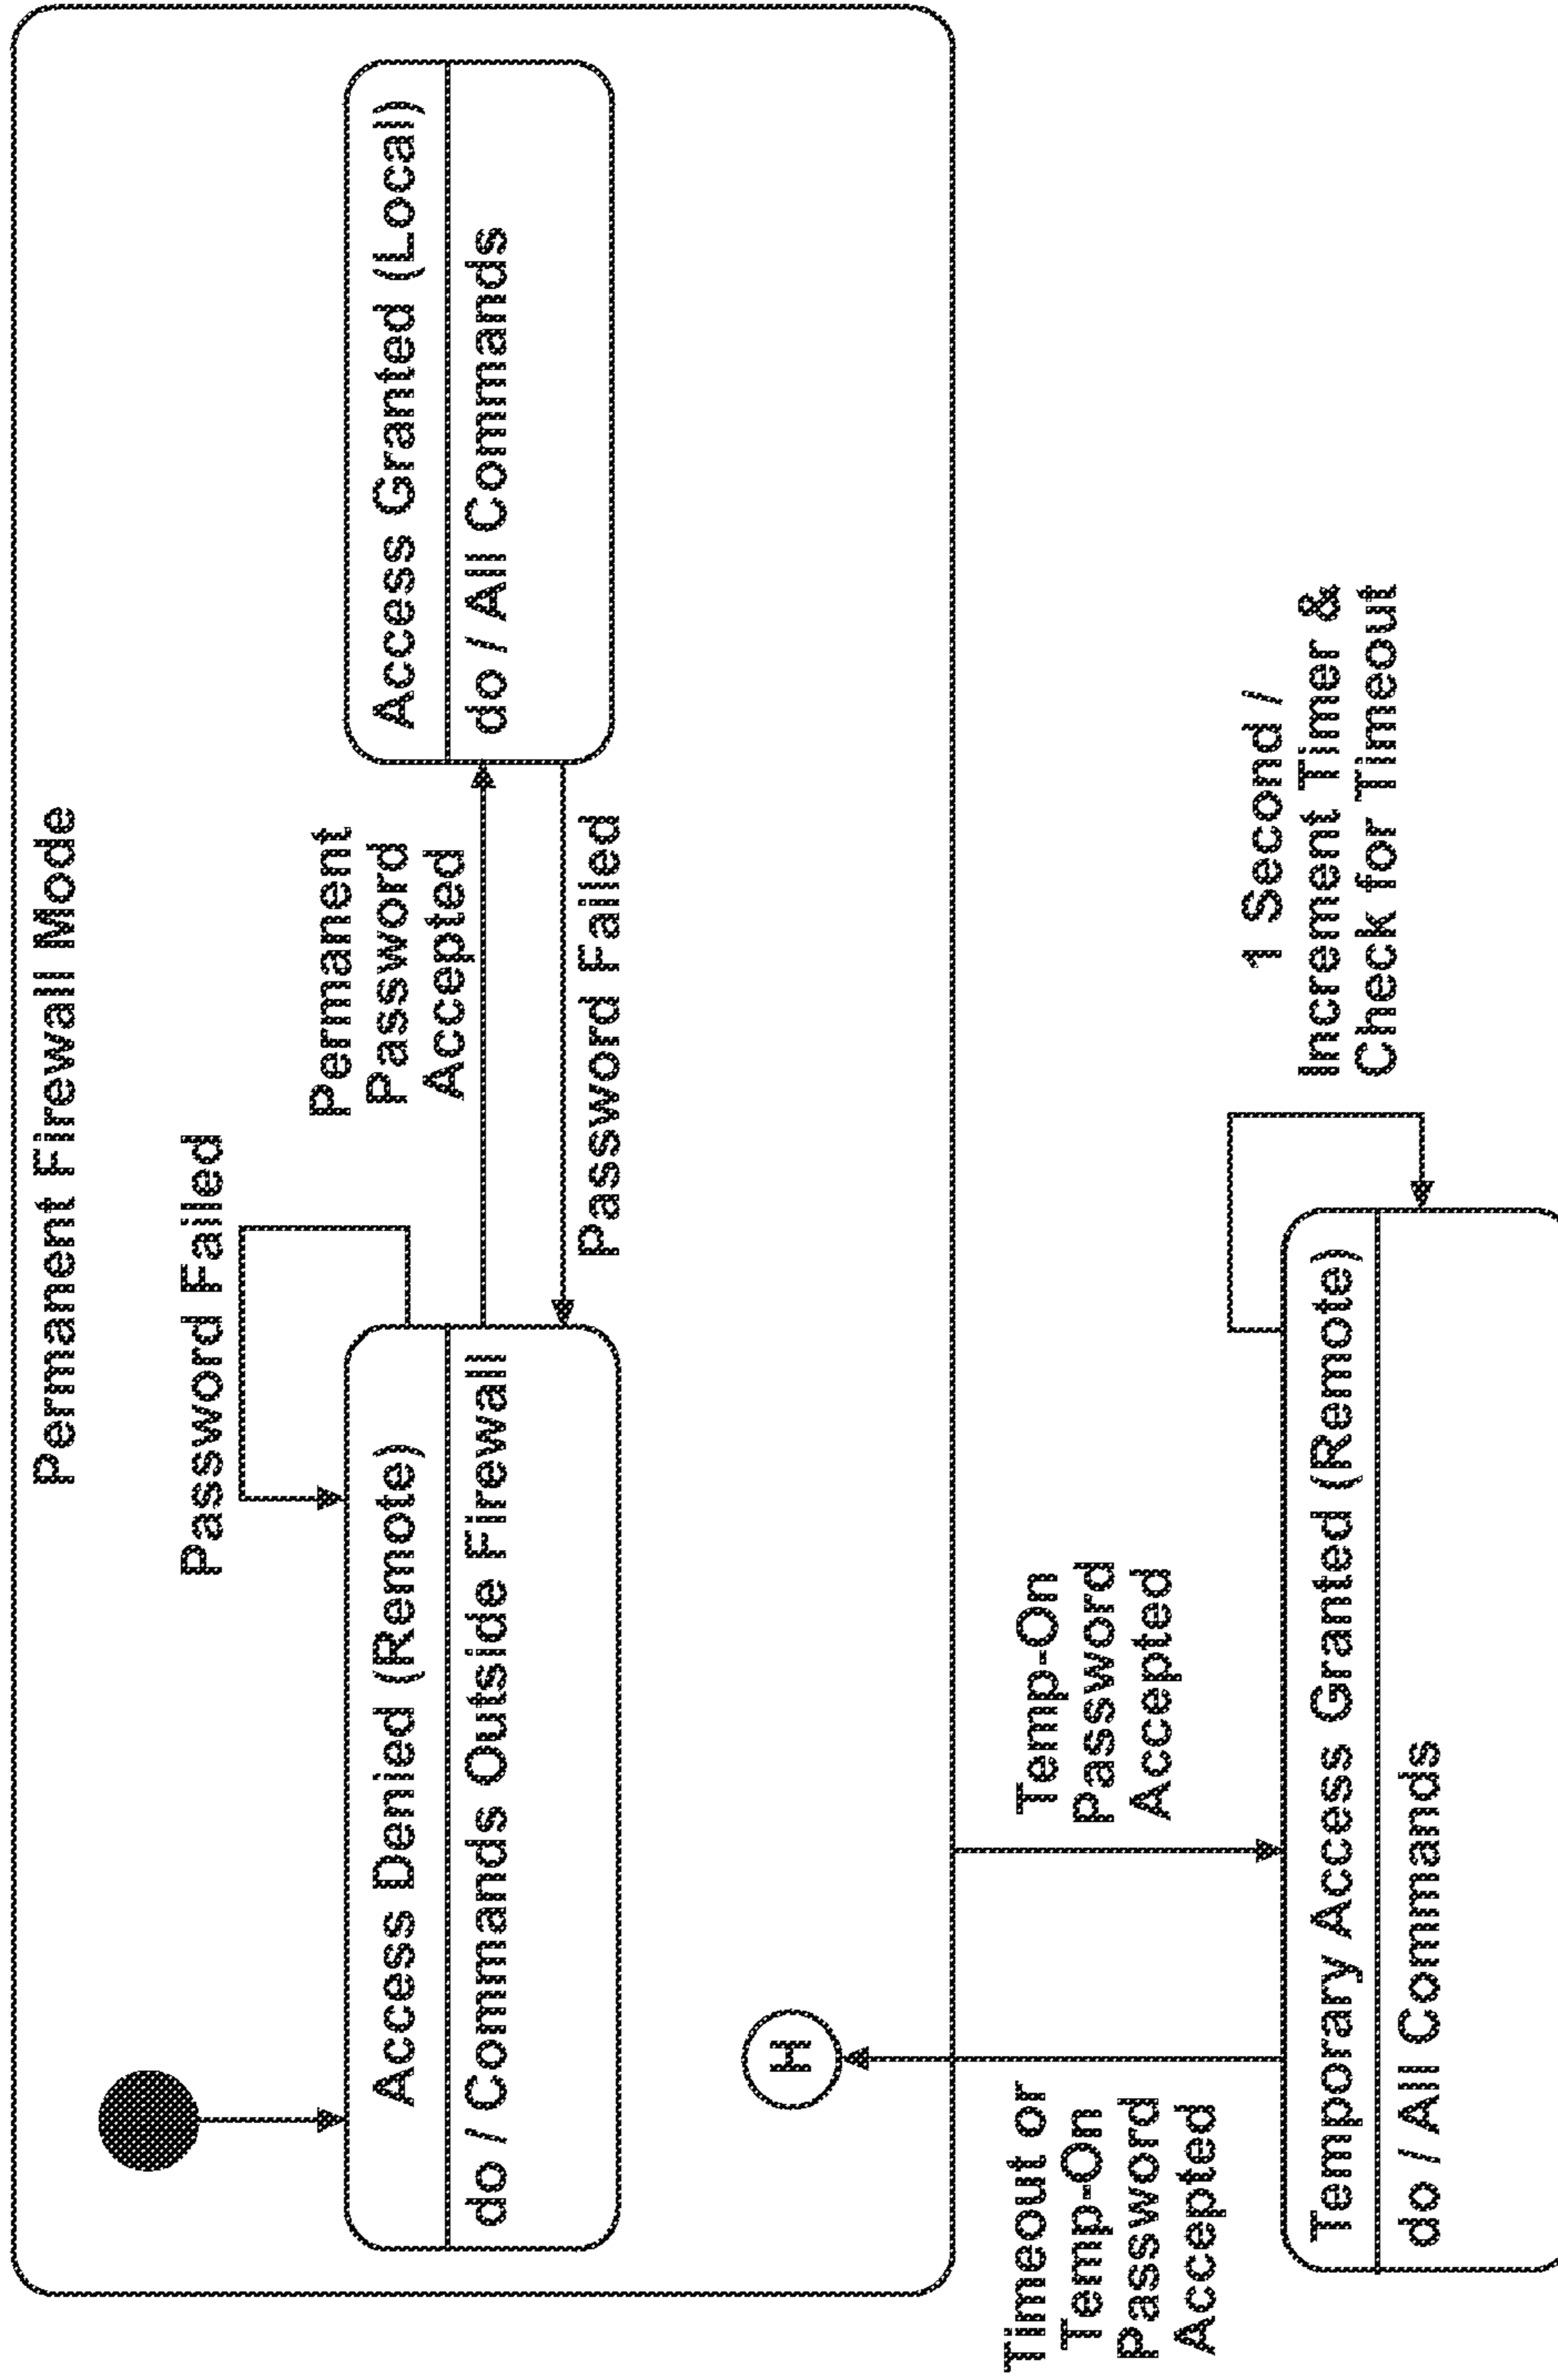 Permanent Firewall Mode
Password Failed
Permanent
Password
Accepted
Access Denied (Remote)
do / Commands Outside Firewall
Access Granted (Local)
do / All Commands
Password Failed
H
Timeout or
Temp-On
Password
Accepted
Temp-On
Password
Accepted
1 Second /
Increment Timer &
Check for Timeout
Temporary Access Granted (Remote)
do / All Commands